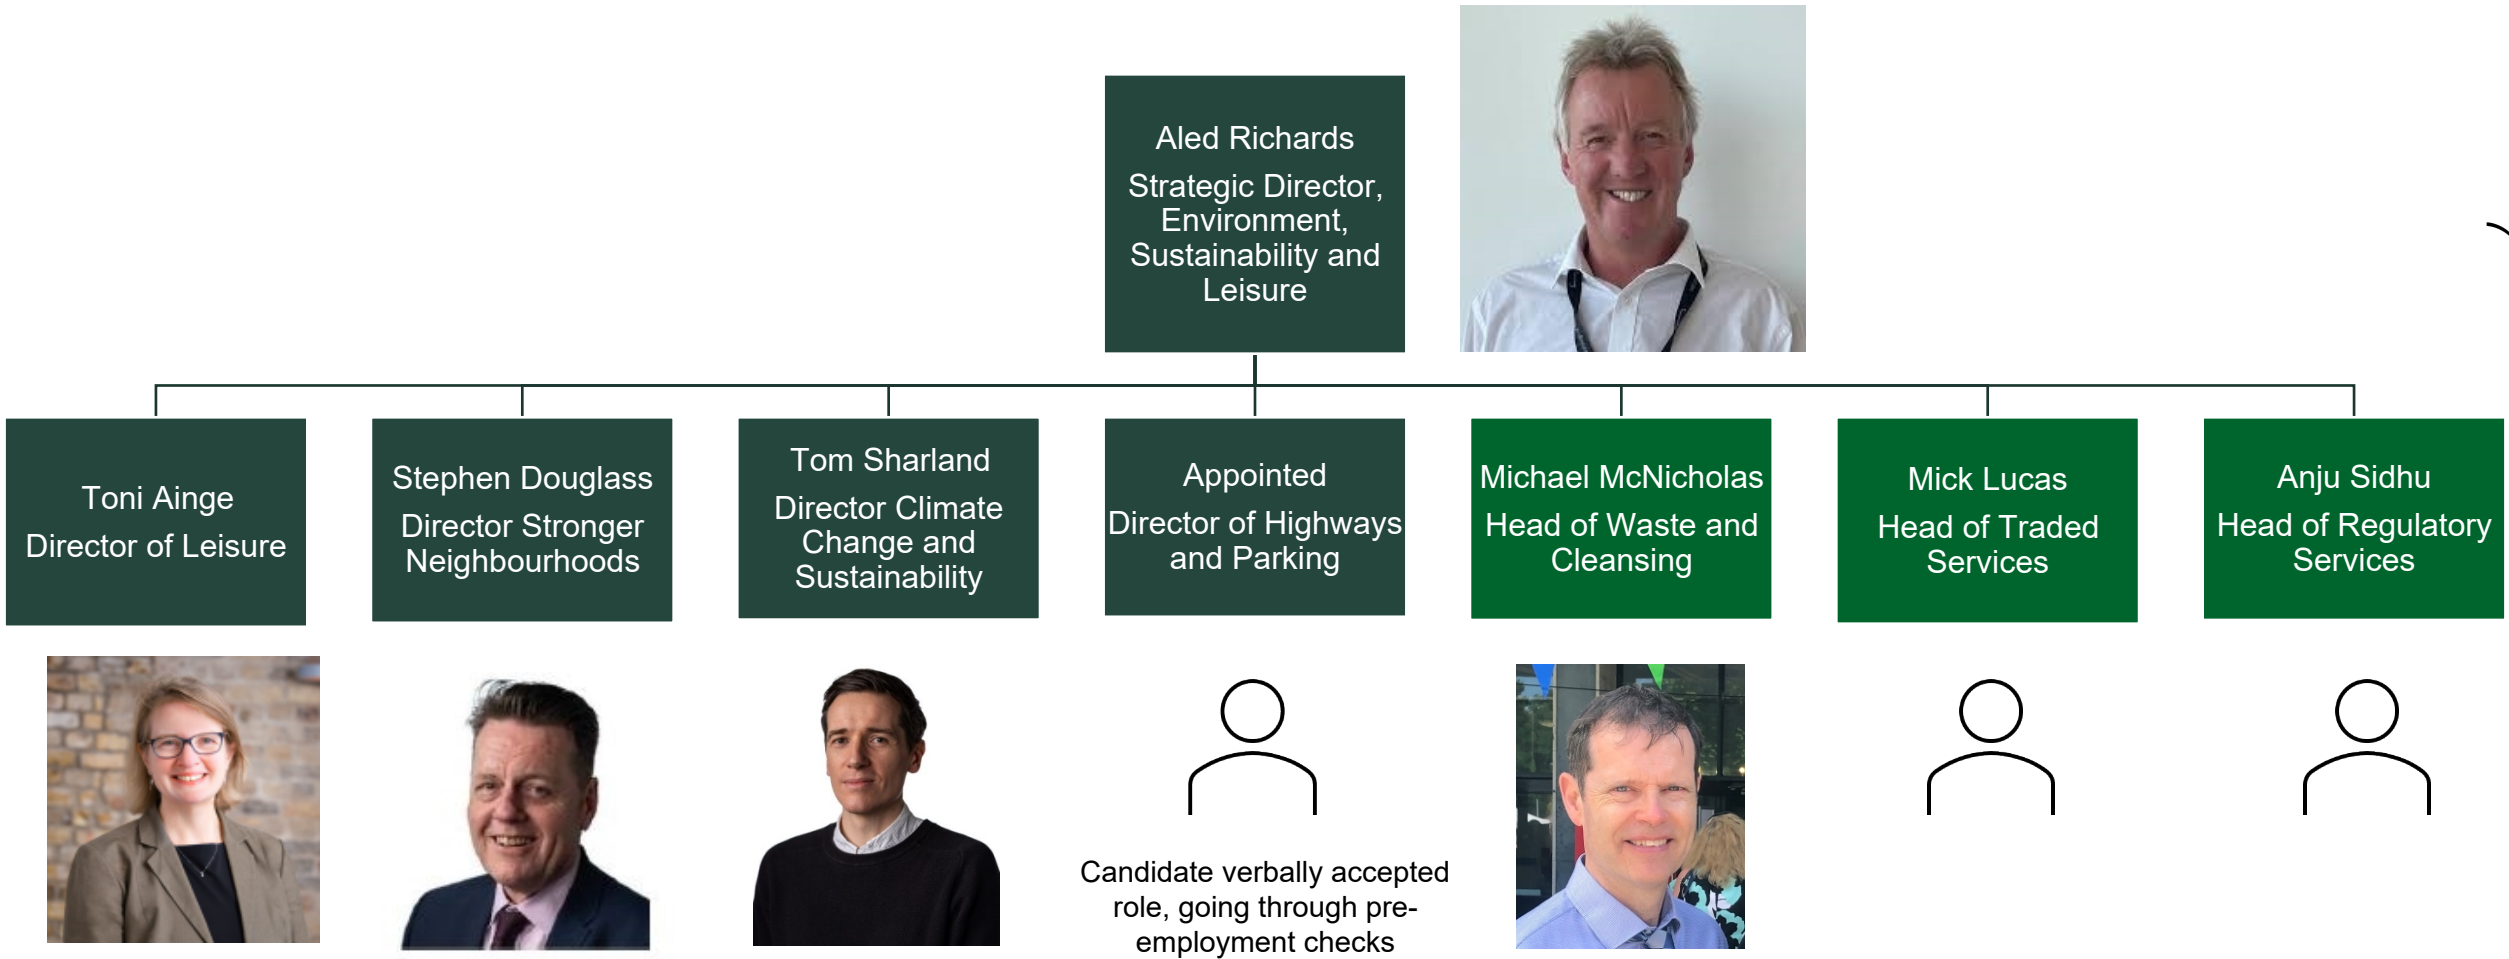 Aled Richards
Strategic Director,
Environment,
Sustainability and
Leisure
Toni Ainge
Director of Leisure
Stephen Douglass
Director Stronger
Neighbourhoods
Tom Sharland
Director Climate
Change and
Sustainability
Appointed
Director of Highways
and Parking
Michael McNicholas
Head of Waste and
Cleansing
Mick Lucas
Head of Traded
Services
Anju Sidhu
Head of Regulatory
Services
Candidate verbally accepted
role, going through pre-
employment checks